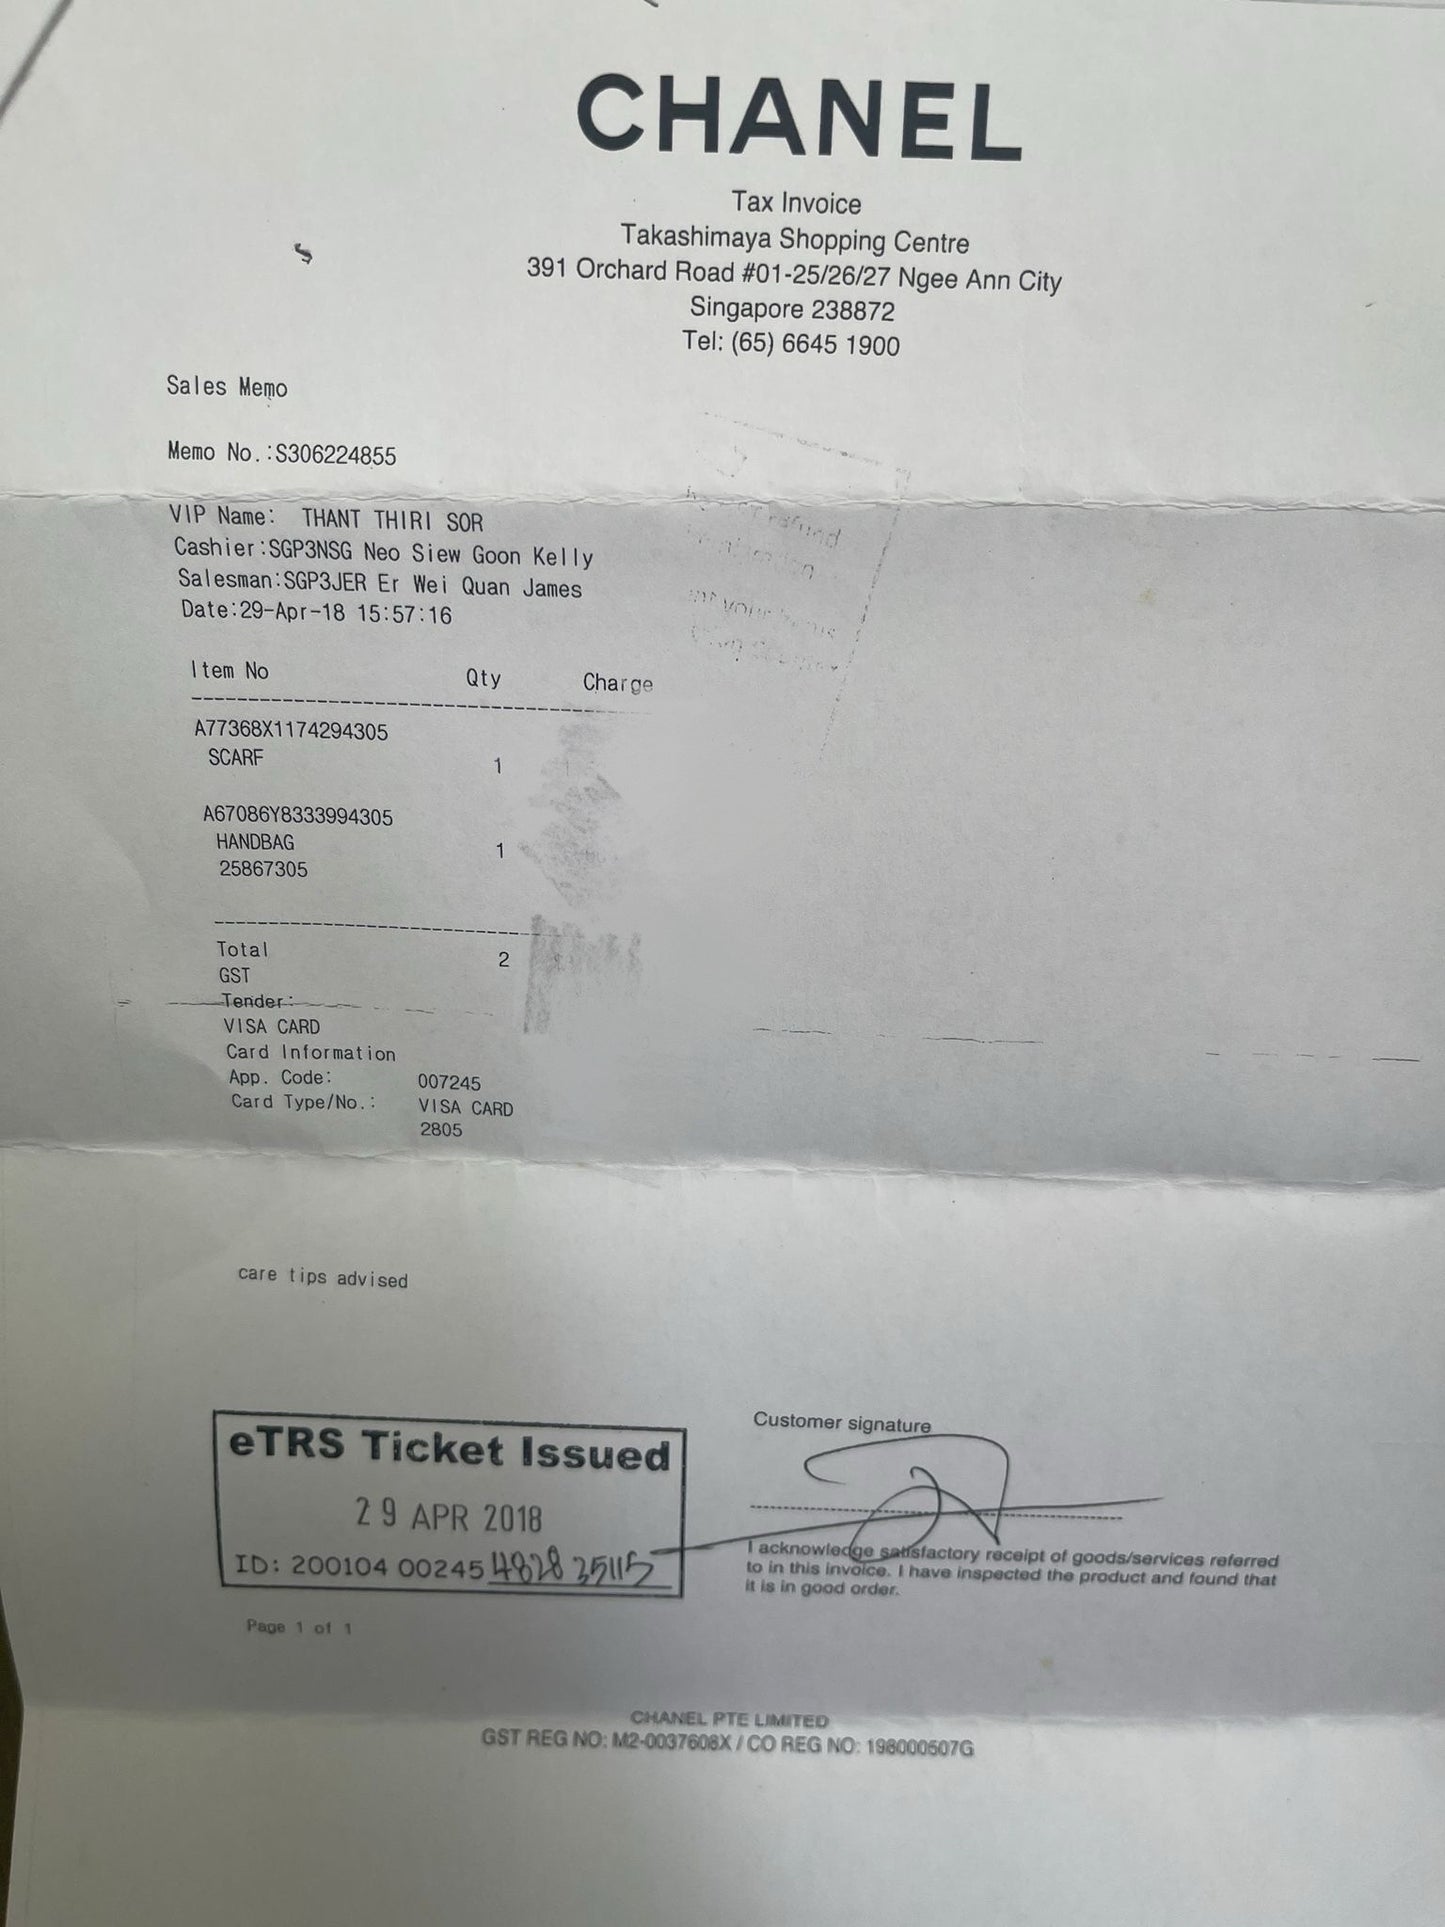 CHANEL
Tax Invoice
Takashimaya Shopping Centre
391 Orchard Road #01-25/26/27 Ngee Ann City
Singapore 238872
Tel: (65) 6645 1900
Sales Memo
Memo No.:S306224855
VIP Name: THANT THIRI SOR
Cashier:SGP3NSG Neo Siew Goon Kelly
Salesman:SGP3JER Er Wei Quan James
Date:29-Apr-18 15:57:16
Item No Qty Charge
A77368X1174294305
SCARF 1
A67086Y8333994305
HANDBAG 1
25867305
Total 2
GST
Tender:
VISA CARD
Card Information
App. Code: 007245
Card Type/No.: VISA CARD
2805
care tips advised
eTRS Ticket Issued
29 APR 2018
ID: 200104 00245 4828 35115
Customer signature
I acknowledge satisfactory receipt of goods/services referred
to in this invoice. I have inspected the product and found that
it is in good order.
Page 1 of 1
CHANEL PTE LIMITED
GST REG NO: M2-0037608X / CO REG NO: 198000507G